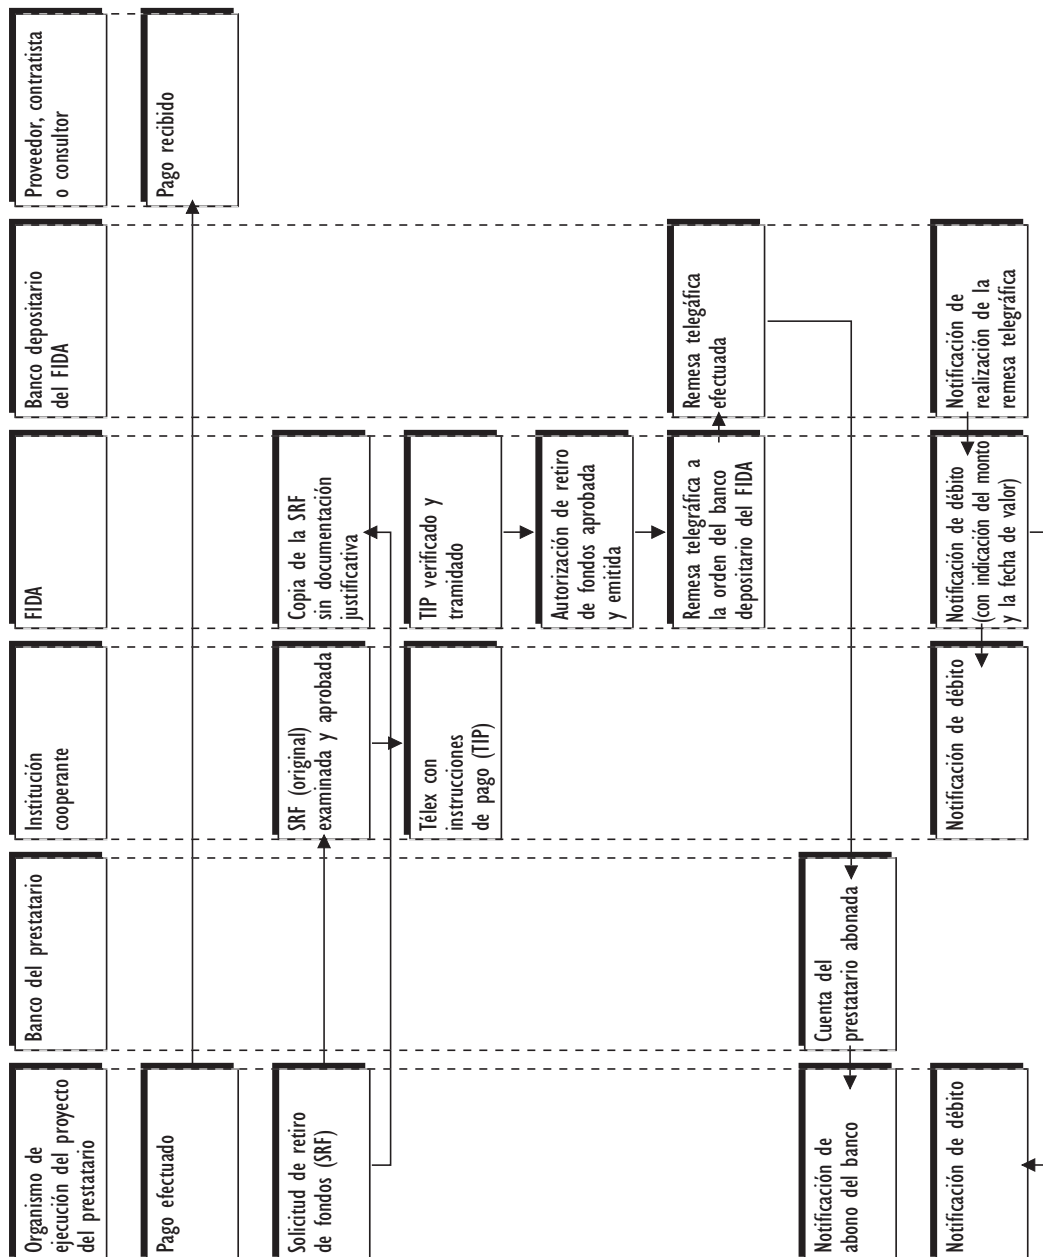 Organismo de
ejecución del proyecto
del prestatario
Banco del prestatario
Institución
cooperante
FIDA
Banco depositario
del FIDA
Proveedor, contratista
o consultor
Pago efectuado
Pago recibido
Solicitud de retiro
de fondos (SRF)
SRF (original)
examinada y aprobada
Copia de la SRF
sin documentación
justificativa
Télex con
instrucciones
de pago (TIP)
TIP verificado y
tramidado
Autorización de retiro
de fondos aprobada
y emitida
Remesa telegráfica a
la orden del banco
depositario del FIDA
Remesa telegáfica
efectuada
Notificación de
abono del banco
Cuenta del
prestatario abonada
Notificación de débito
Notificación de débito
Notificación de débito
(con indicación del monto
y la fecha de valor)
Notificación de
realización de la
remesa telegráfica